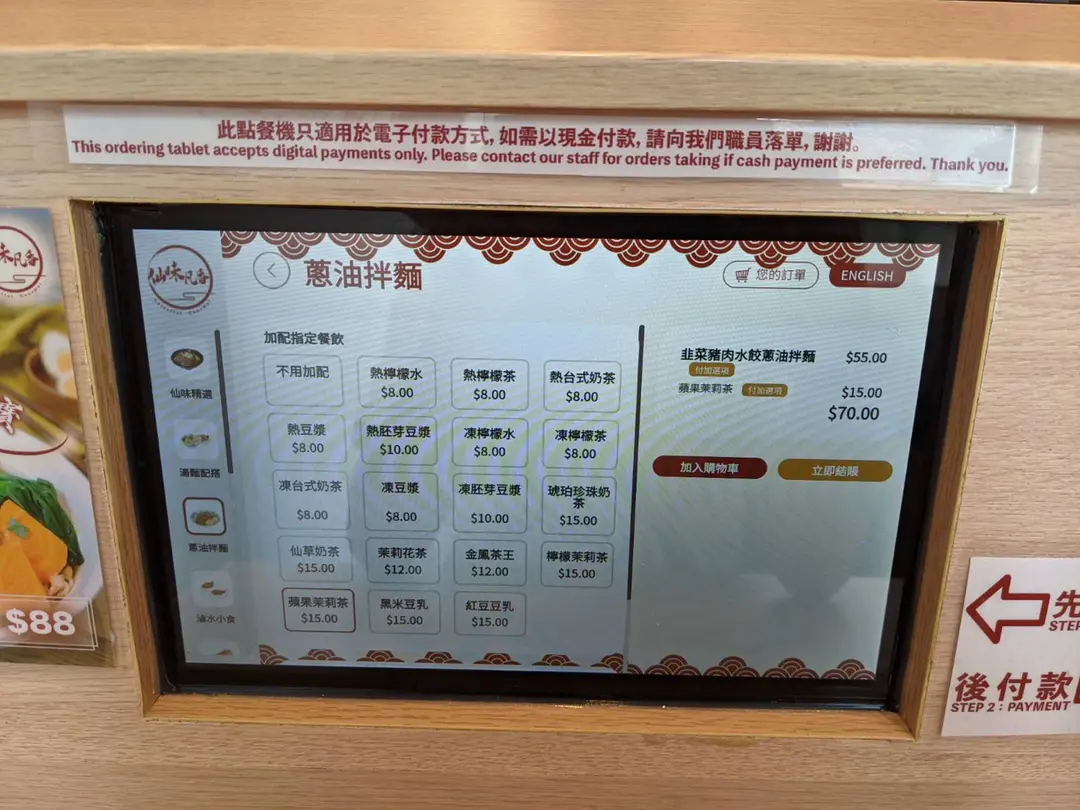 此點餐機只適用於電子付款方式, 如需以現金付款, 請向我們職員落單, 謝謝。
This ordering tablet accepts digital payments only. Please contact our staff for orders taking if cash payment is preferred. Thank you.
味凡香
$88
仙味凡香
蔥油拌麵
您的訂單
ENGLISH
仙味精選
湯麵配搭
蔥油拌麵
滷水小食
加配指定餐飲
不用加配
熱檸檬水
$8.00
熱檸檬茶
$8.00
熱台式奶茶
$8.00
熱豆漿
$8.00
熱胚芽豆漿
$10.00
凍檸檬水
$8.00
凍檸檬茶
$8.00
凍台式奶茶
$8.00
凍豆漿
$8.00
凍胚芽豆漿
$10.00
琥珀珍珠奶
茶
$15.00
仙草奶茶
$15.00
茉莉花茶
$12.00
金鳳茶王
$12.00
檸檬茉莉茶
$15.00
蘋果茉莉茶
$15.00
黑米豆乳
$15.00
紅豆豆乳
$15.00
韭菜豬肉水餃蔥油拌麵 $55.00
付加選項
蘋果茉莉茶 付加選項 $15.00
$70.00
加入購物車
立即結賬
先
STEP
後付款
STEP 2 : PAYMENT